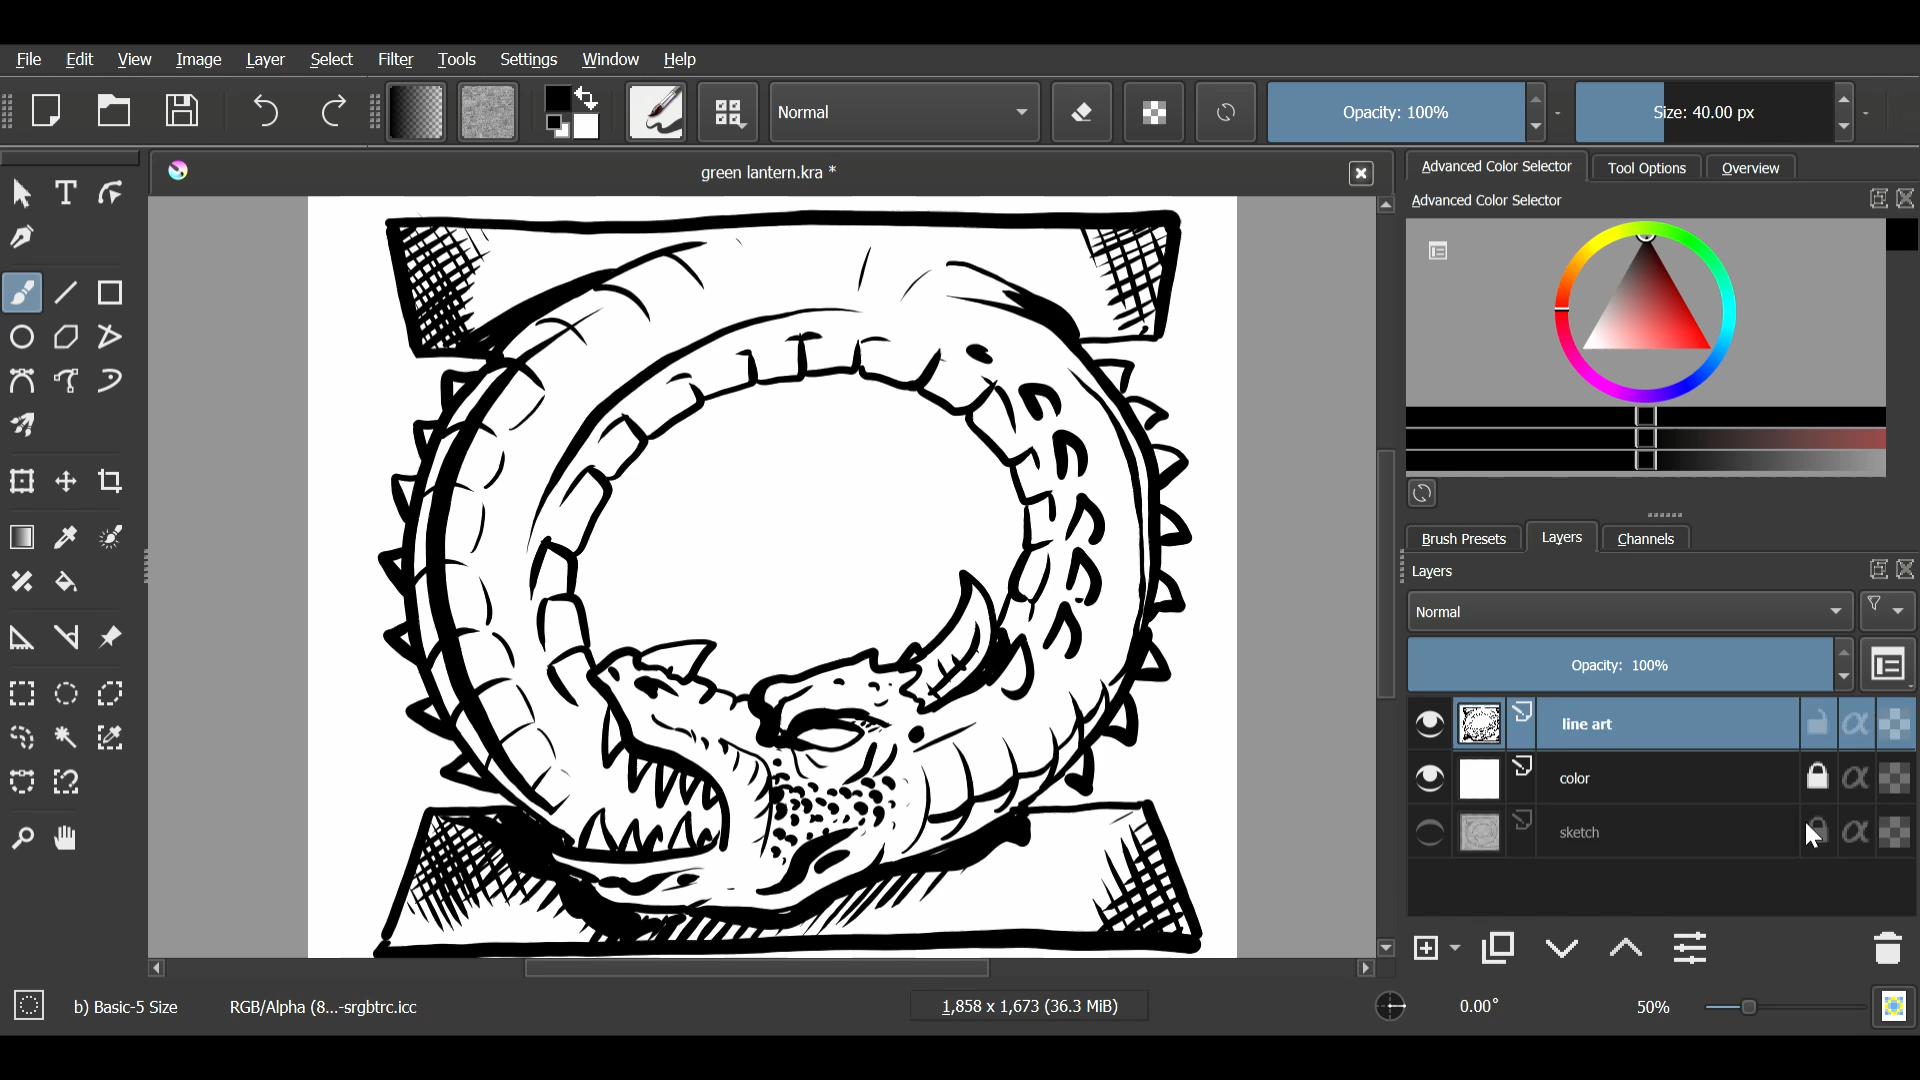 File Edit View Image Layer Select Filter Tools Settings Window Help
Normal Opacity: 100% Size: 40.00 px
green lantern.kra *
Advanced Color Selector Tool Options Overview
Advanced Color Selector
Brush Presets Layers Channels
Layers
Normal
Opacity: 100%
line art
color
sketch
b) Basic-5 Size RGB/Alpha (8...-srgbtrc.icc 1,858 x 1,673 (36.3 MiB) 0.00° 50%